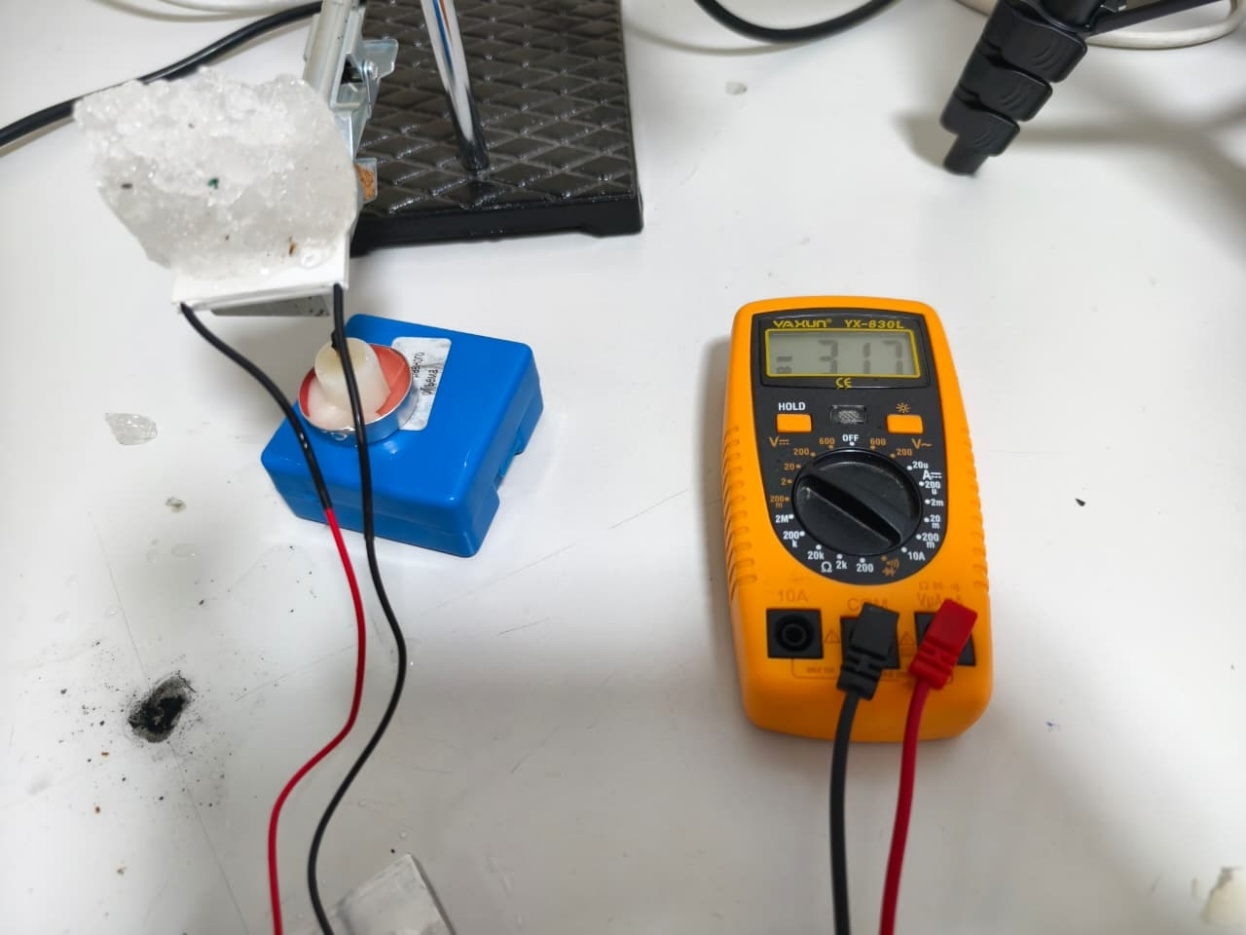 YAXUN® YX-830L
- 317
CE
HOLD
V⎓ 600 OFF 600 V~
200 200
20 20u
A⎓
2 200u
200m 2m
2M 20m
200k 200m
20k 10A
Ω 2k 200
10A COM